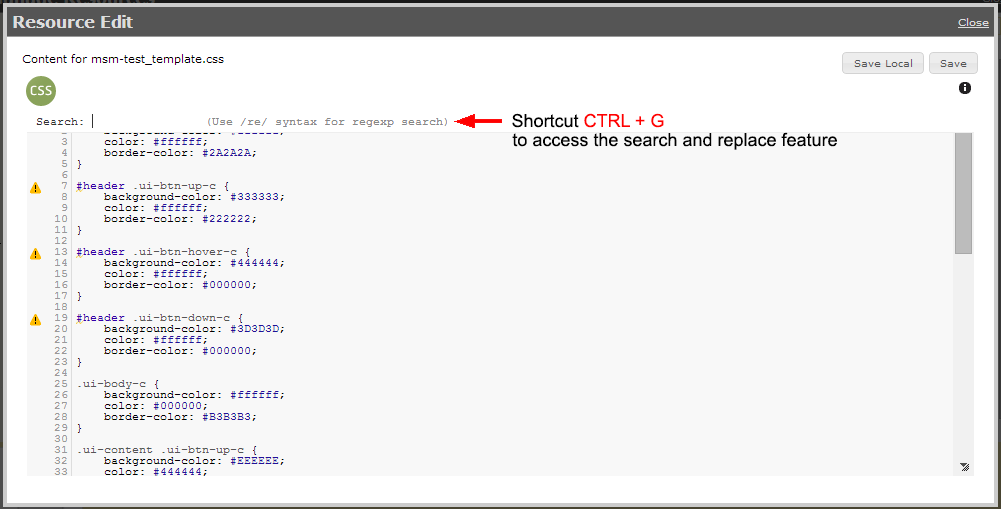 Resource Edit
Close
Content for msm-test_template.css
Save Local
Save
CSS
Search:
(Use /re/ syntax for regexp search)
Shortcut CTRL + G
to access the search and replace feature
3 color: #ffffff;
4 border-color: #2A2A2A;
5 }
6
7 #header .ui-btn-up-c {
8 background-color: #333333;
9 color: #ffffff;
10 border-color: #222222;
11 }
12
13 #header .ui-btn-hover-c {
14 background-color: #444444;
15 color: #ffffff;
16 border-color: #000000;
17 }
18
19 #header .ui-btn-down-c {
20 background-color: #3D3D3D;
21 color: #ffffff;
22 border-color: #000000;
23 }
24
25 .ui-body-c {
26 background-color: #ffffff;
27 color: #000000;
28 border-color: #B3B3B3;
29 }
30
31 .ui-content .ui-btn-up-c {
32 background-color: #EEEEEE;
33 color: #444444;